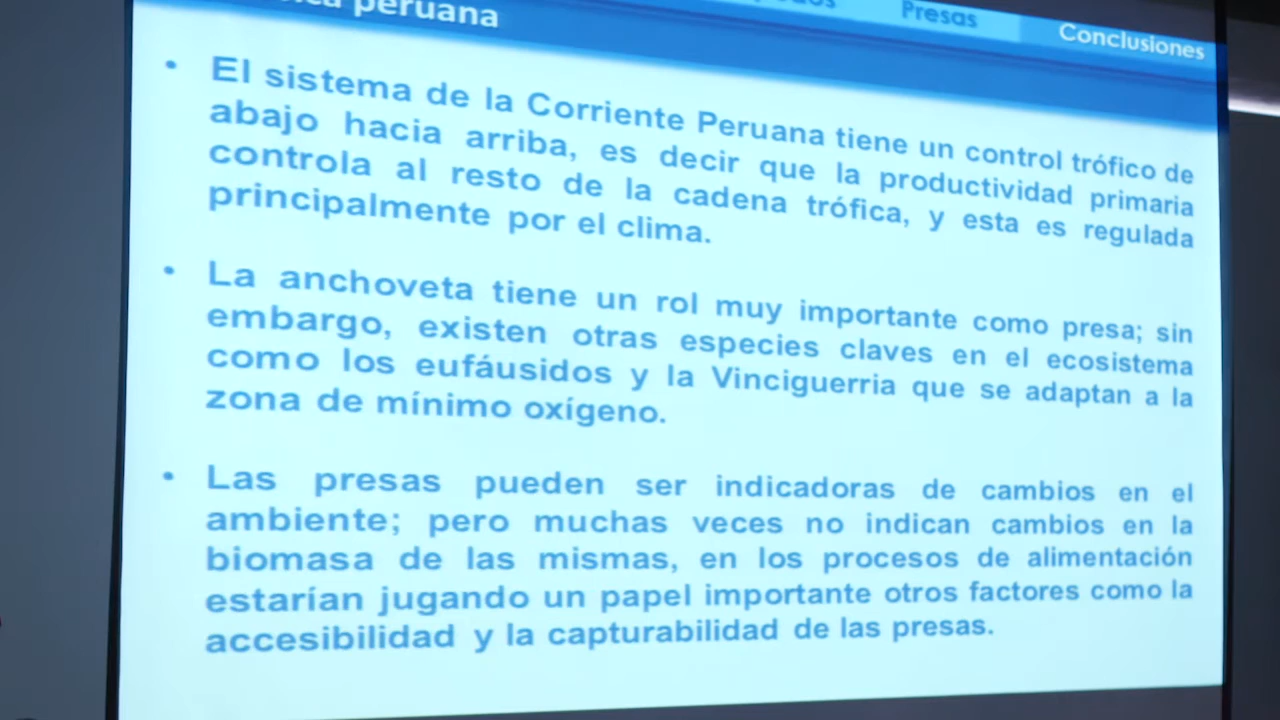 peruana
Presas
Conclusiones
• El sistema de la Corriente Peruana tiene un control trófico de
abajo hacia arriba, es decir que la productividad primaria
controla al resto de la cadena trófica, y esta es regulada
principalmente por el clima.
• La anchoveta tiene un rol muy importante como presa; sin
embargo, existen otras especies claves en el ecosistema
como los eufáusidos y la Vinciguerria que se adaptan a la
zona de mínimo oxígeno.
• Las presas pueden ser indicadoras de cambios en el
ambiente; pero muchas veces no indican cambios en la
biomasa de las mismas, en los procesos de alimentación
estarían jugando un papel importante otros factores como la
accesibilidad y la capturabilidad de las presas.